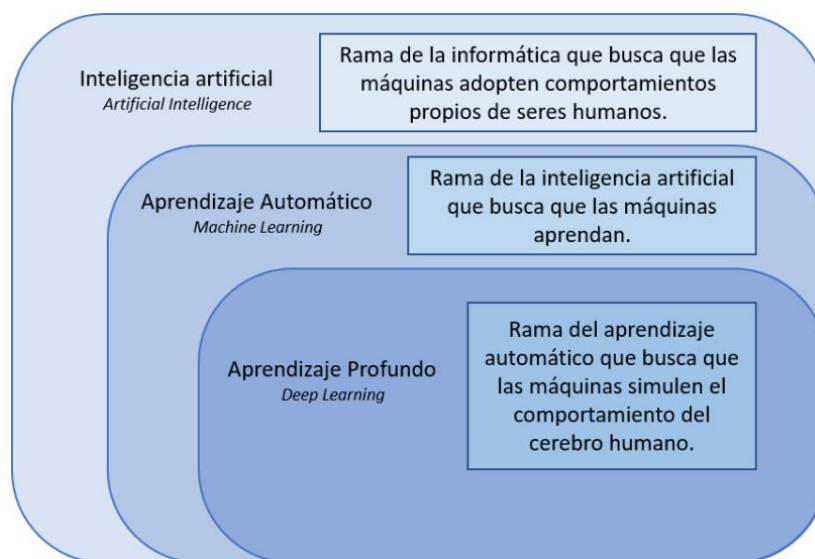 Inteligencia artificial
Artificial Intelligence
Rama de la informática que busca que las
máquinas adopten comportamientos
propios de seres humanos.
Aprendizaje Automático
Machine Learning
Rama de la inteligencia artificial
que busca que las máquinas
aprendan.
Aprendizaje Profundo
Deep Learning
Rama del aprendizaje
automático que busca que
las máquinas simulen el
comportamiento del
cerebro humano.